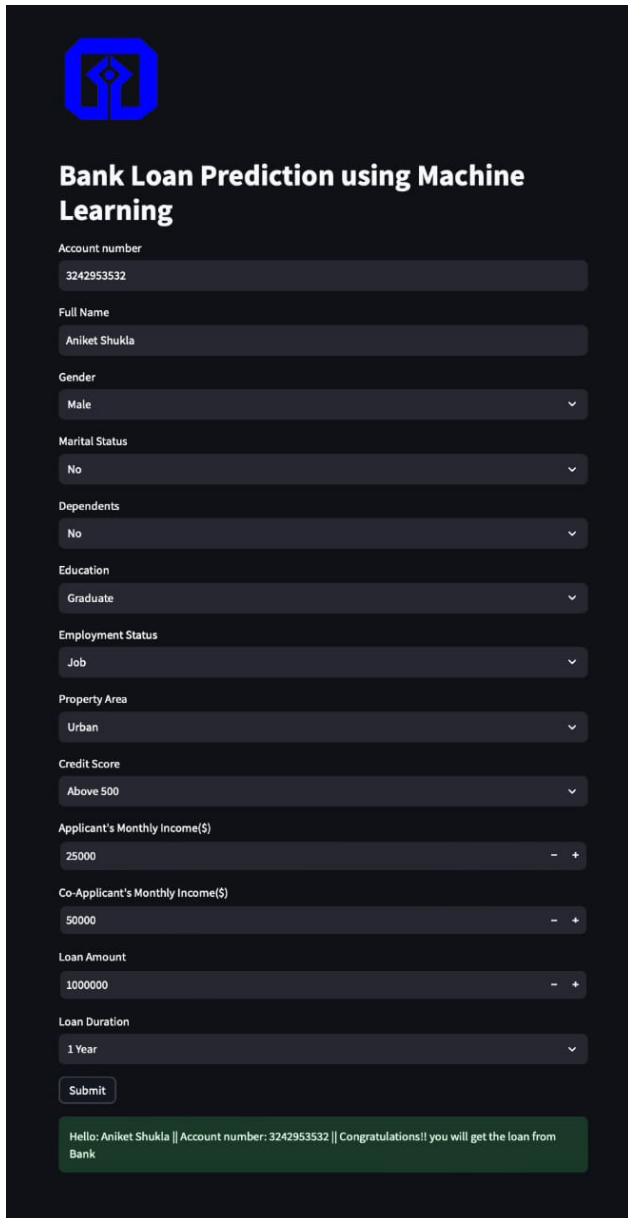 Bank Loan Prediction using Machine
Learning
Account number
3242953532
Full Name
Aniket Shukla
Gender
Male
Marital Status
No
Dependents
No
Education
Graduate
Employment Status
Job
Property Area
Urban
Credit Score
Above 500
Applicant's Monthly Income($)
25000
Co-Applicant's Monthly Income($)
50000
Loan Amount
1000000
Loan Duration
1 Year
Submit
Hello: Aniket Shukla || Account number: 3242953532 || Congratulations!! you will get the loan from
Bank